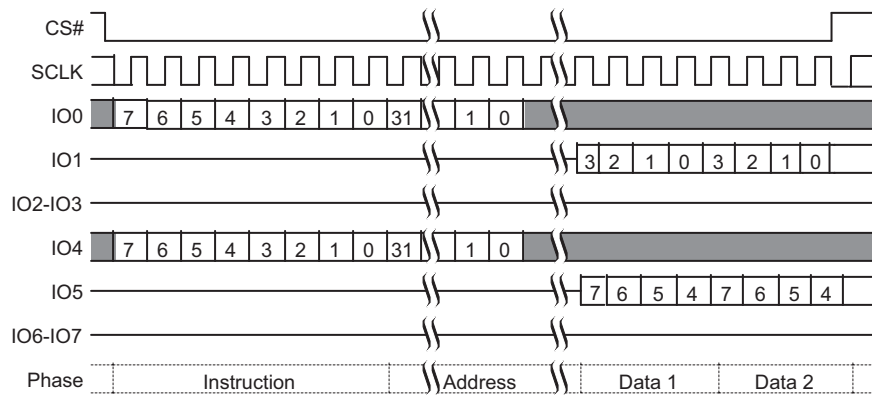 CS#
SCLK
IO0 7 6 5 4 3 2 1 0 31 1 0
IO1 3 2 1 0 3 2 1 0
IO2-IO3
IO4 7 6 5 4 3 2 1 0 31 1 0
IO5 7 6 5 4 7 6 5 4
IO6-IO7
Phase Instruction Address Data 1 Data 2